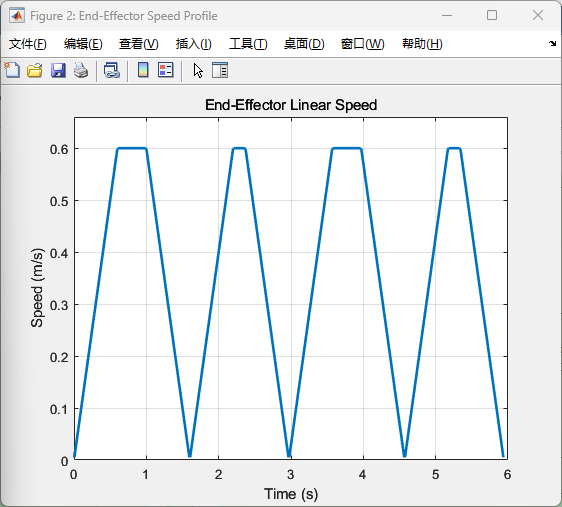 Figure 2: End-Effector Speed Profile
文件(F) 编辑(E) 查看(V) 插入(I) 工具(T) 桌面(D) 窗口(W) 帮助(H)
End-Effector Linear Speed
0.6
0.5
0.4
0.3
0.2
0.1
0
Speed (m/s)
0 1 2 3 4 5 6
Time (s)